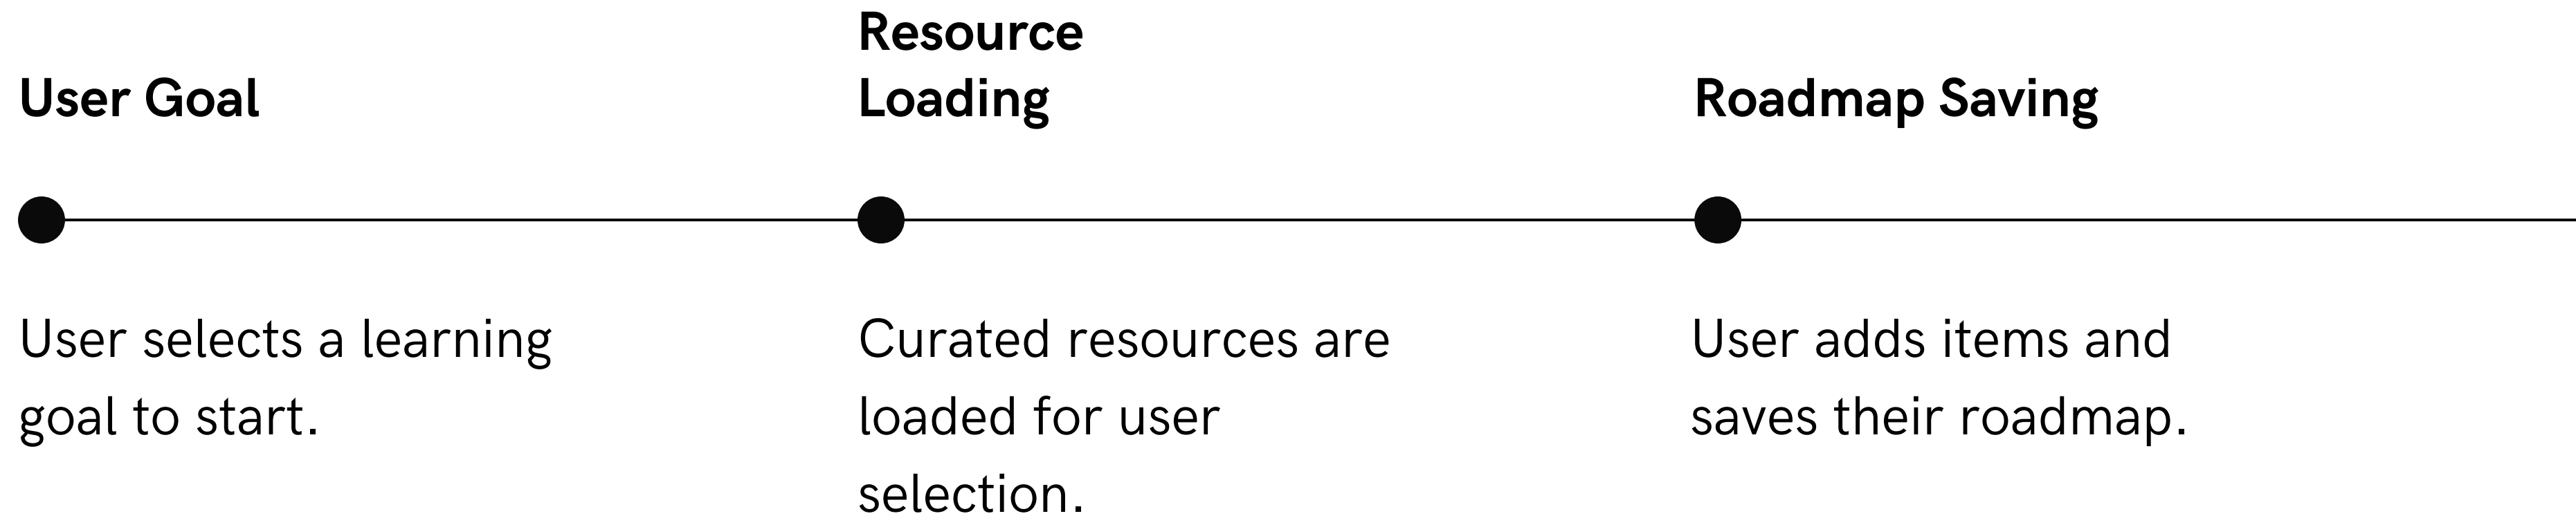 User Goal
User selects a learning
goal to start.
Resource
Loading
Curated resources are
loaded for user
selection.
Roadmap Saving
User adds items and
saves their roadmap.